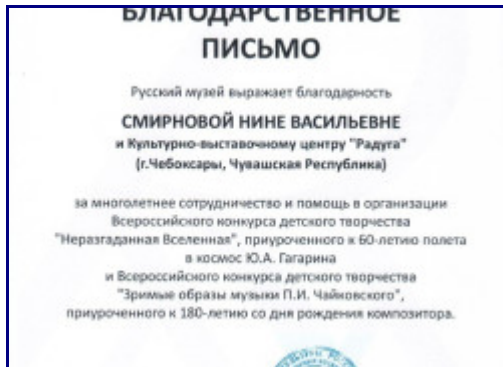 БЛАГОДАРСТВЕННОЕ
ПИСЬМО
Русский музей выражает благодарность
СМИРНОВОЙ НИНЕ ВАСИЛЬЕВНЕ
и Культурно-выставочному центру "Радуга"
(г.Чебоксары, Чувашская Республика)
за многолетнее сотрудничество и помощь в организации
Всероссийского конкурса детского творчества
"Неразгаданная Вселенная", приуроченного к 60-летию полета
в космос Ю.А. Гагарина
и Всероссийского конкурса детского творчества
"Зримые образы музыки П.И. Чайковского",
приуроченного к 180-летию со дня рождения композитора.